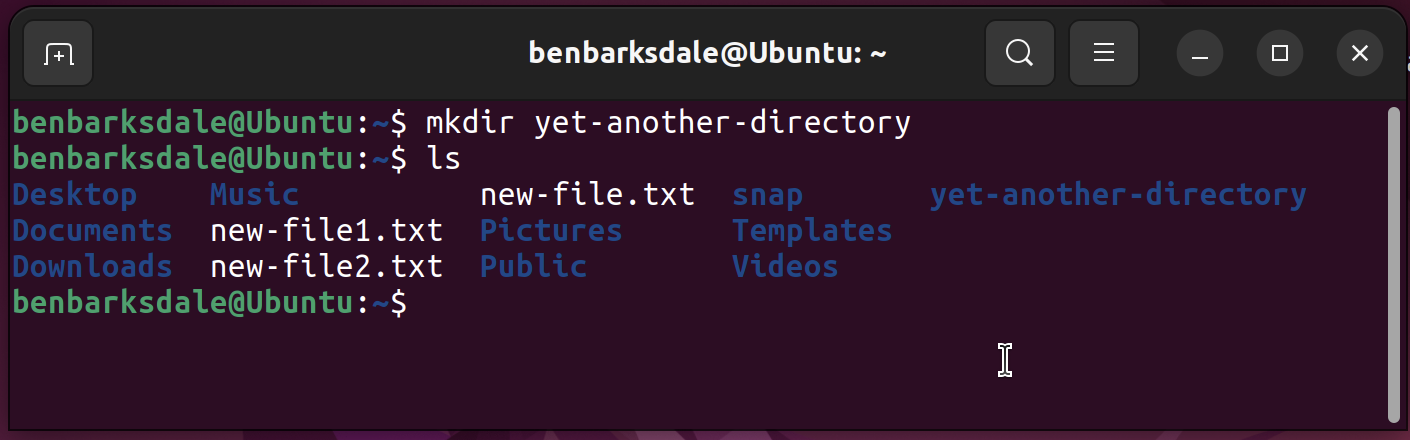 benbarksdale@Ubuntu: ~
benbarksdale@Ubuntu:~$ mkdir yet-another-directory
benbarksdale@Ubuntu:~$ ls
Desktop    Music          new-file.txt  snap       yet-another-directory
Documents  new-file1.txt  Pictures      Templates
Downloads  new-file2.txt  Public        Videos
benbarksdale@Ubuntu:~$